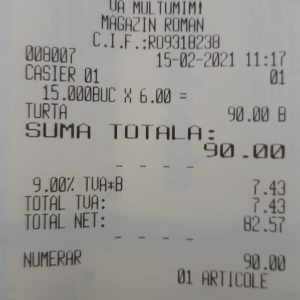 VA MULTUMIM!
MAGAZIN ROMAN
C.I.F.:RO9318238
008007 15-02-2021 11:17
CASIER 01 01
15.000BUC X 6.00 =
TURTA 90.00 B
SUMA TOTALA:
90.00
- - - -
9.00% TVA*B 7.43
TOTAL TVA: 7.43
TOTAL NET: 82.57
- - - -
NUMERAR 90.00
01 ARTICOLE